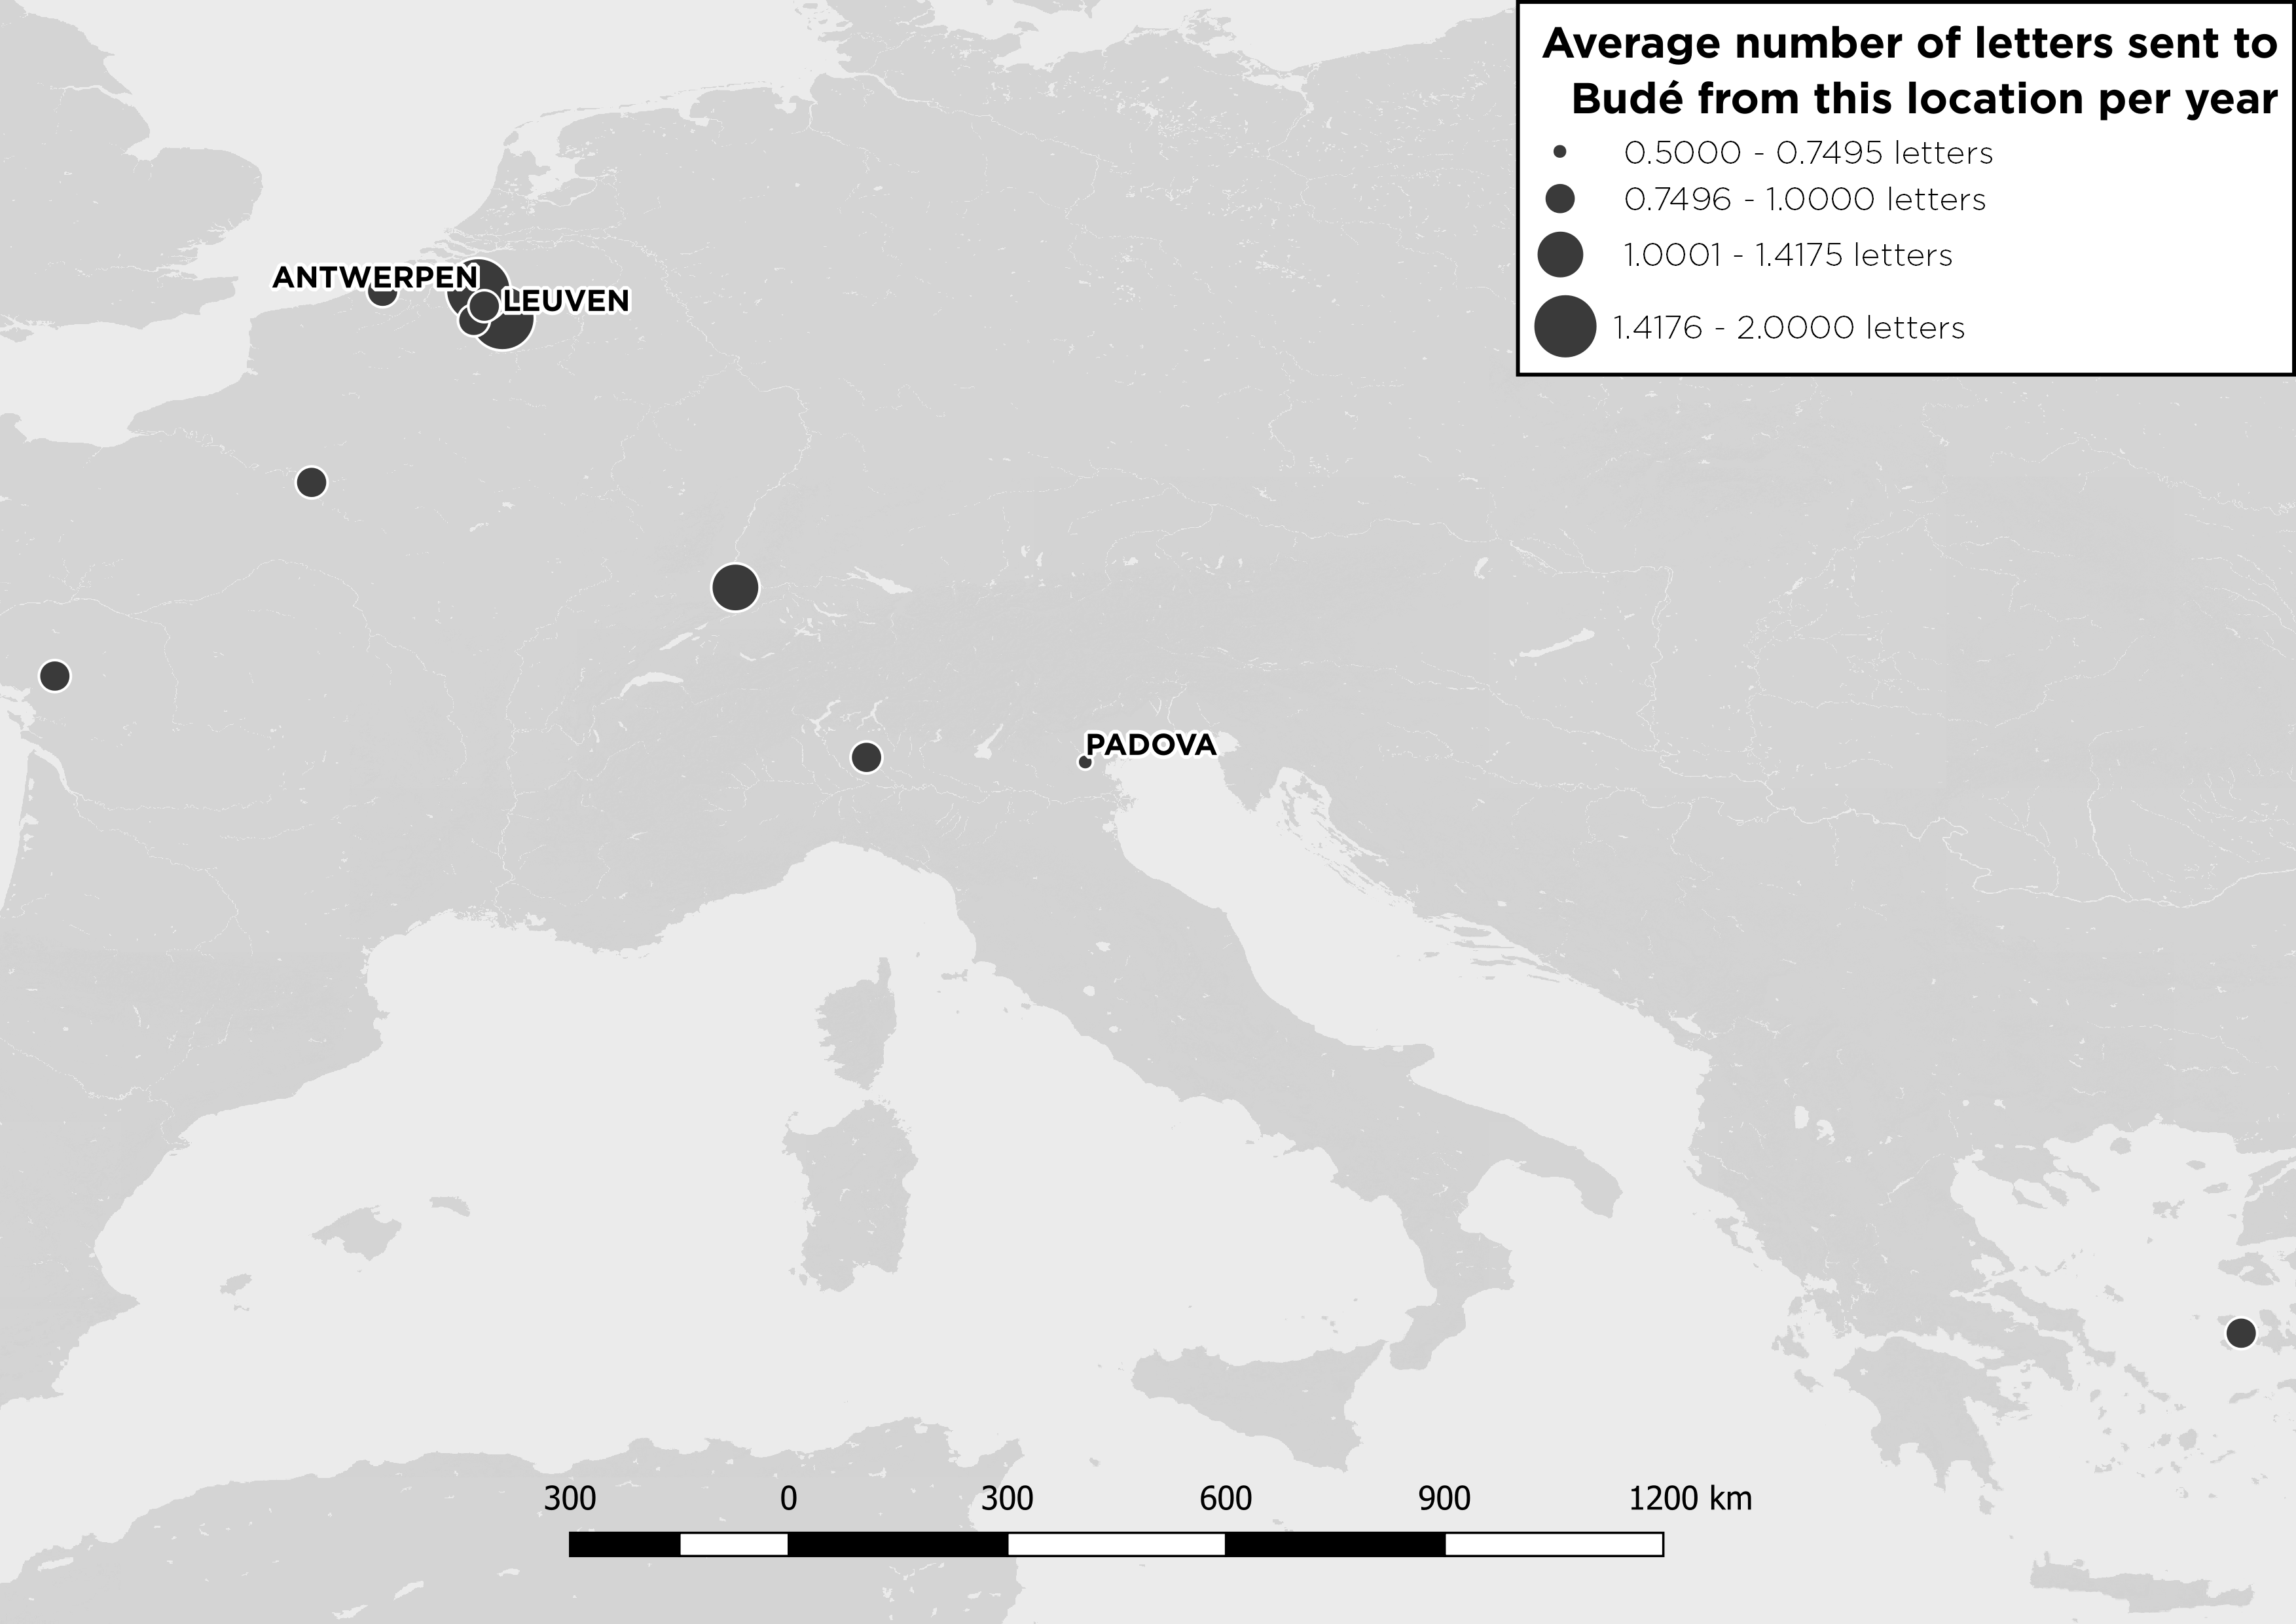 Average number of letters sent to
Budé from this location per year
0.5000 - 0.7495 letters
0.7496 - 1.0000 letters
1.0001 - 1.4175 letters
1.4176 - 2.0000 letters
ANTWERPEN
LEUVEN
PADOVA
300 0 300 600 900 1200 km